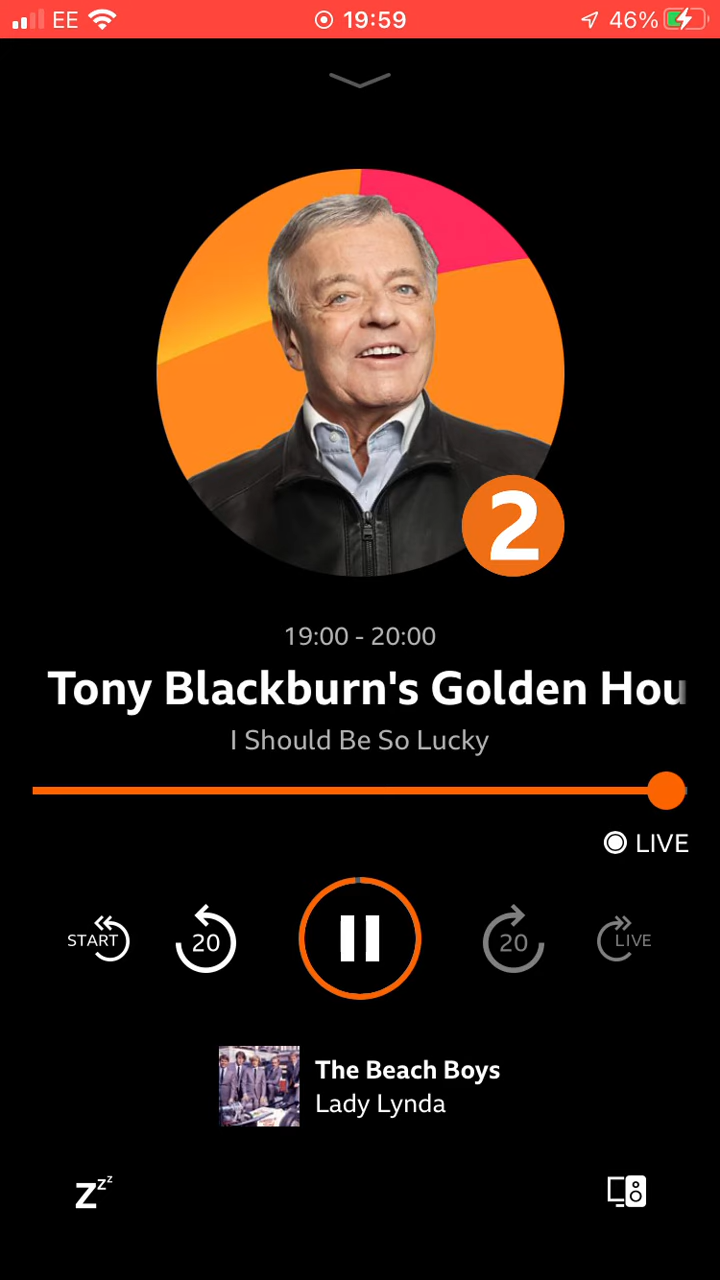 EE 19:59 46%
2
19:00 - 20:00
Tony Blackburn's Golden Hou
I Should Be So Lucky
LIVE
START 20 20 LIVE
The Beach Boys
Lady Lynda
Zzz